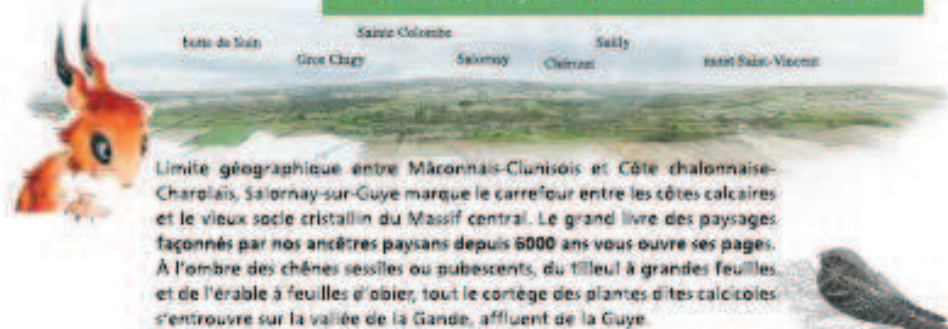 butte de Suin
Sainte Colombe
Sailly
Gros Chigy
Salornay
mont Saint-Vincent
Limite géographique entre Mâconnais-Clunisois et Côte chalonnaise-
Charolais, Salornay-sur-Guye marque le carrefour entre les côtes calcaires
et le vieux socle cristallin du Massif central. Le grand livre des paysages
façonnés par nos ancêtres paysans depuis 6000 ans vous ouvre ses pages.
À l'ombre des chênes sessiles ou pubescents, du tilleul à grandes feuilles
et de l'érable à feuilles d'obier, tout le cortège des plantes dites calcicoles
s'entrouvre sur la vallée de la Gande, affluent de la Guye